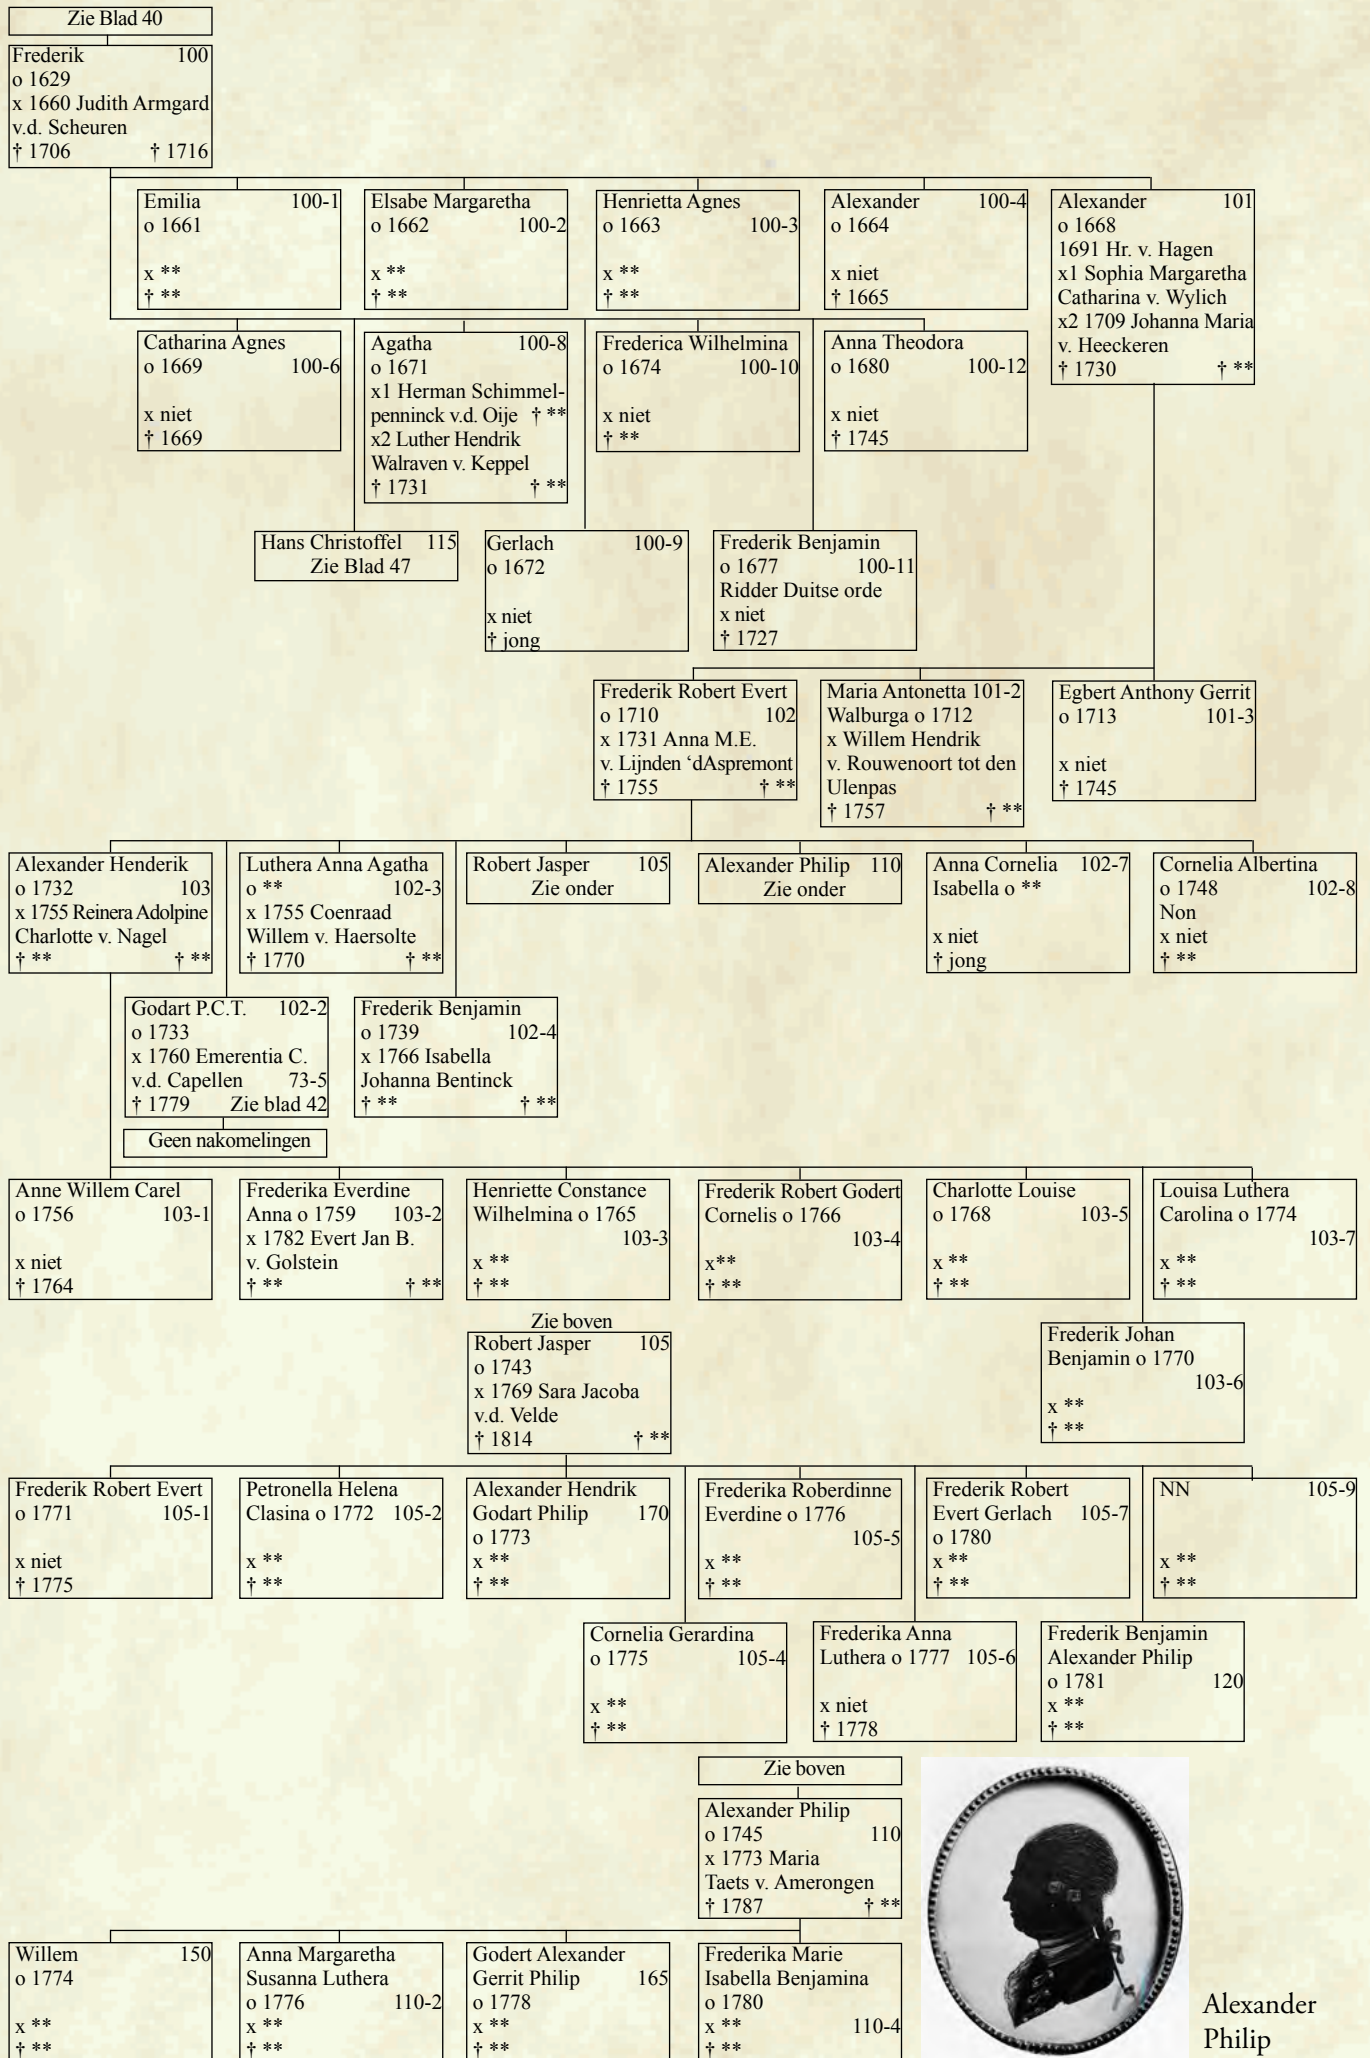 Zie Blad 40
Frederik 100
o 1629
x 1660 Judith Armgard
v.d. Scheuren
† 1706 † 1716
Emilia 100-1
o 1661
x **
† **
Elsabe Margaretha
o 1662 100-2
x **
† **
Henrietta Agnes
o 1663 100-3
x **
† **
Alexander 100-4
o 1664
x niet
† 1665
Alexander 101
o 1668
1691 Hr. v. Hagen
x1 Sophia Margaretha
Catharina v. Wylich
x2 1709 Johanna Maria
v. Heeckeren
† 1730 † **
Catharina Agnes
o 1669 100-6
x niet
† 1669
Agatha 100-8
o 1671
x1 Herman Schimmel-
penninck v.d. Oije † **
x2 Luther Hendrik
Walraven v. Keppel
† 1731 † **
Frederica Wilhelmina
o 1674 100-10
x niet
† **
Anna Theodora
o 1680 100-12
x niet
† 1745
Hans Christoffel 115
Zie Blad 47
Gerlach 100-9
o 1672
x niet
† jong
Frederik Benjamin
o 1677 100-11
Ridder Duitse orde
x niet
† 1727
Frederik Robert Evert
o 1710 102
x 1731 Anna M.E.
v. Lijnden ‘dAspremont
† 1755 † **
Maria Antonetta 101-2
Walburga o 1712
x Willem Hendrik
v. Rouwenoort tot den
Ulenpas
† 1757 † **
Egbert Anthony Gerrit
o 1713 101-3
x niet
† 1745
Alexander Henderik
o 1732 103
x 1755 Reinera Adolpine
Charlotte v. Nagel
† ** † **
Luthera Anna Agatha
o ** 102-3
x 1755 Coenraad
Willem v. Haersolte
† 1770 † **
Robert Jasper 105
Zie onder
Alexander Philip 110
Zie onder
Anna Cornelia 102-7
Isabella o **
x niet
† jong
Cornelia Albertina
o 1748 102-8
Non
x niet
† **
Godart P.C.T. 102-2
o 1733
x 1760 Emerentia C.
v.d. Capellen 73-5
† 1779 Zie blad 42
Geen nakomelingen
Frederik Benjamin
o 1739 102-4
x 1766 Isabella
Johanna Bentinck
† ** † **
Anne Willem Carel
o 1756 103-1
x niet
† 1764
Frederika Everdine
Anna o 1759 103-2
x 1782 Evert Jan B.
v. Golstein
† ** † **
Henriette Constance
Wilhelmina o 1765
103-3
x **
† **
Frederik Robert Godert
Cornelis o 1766
103-4
x**
† **
Charlotte Louise
o 1768 103-5
x **
† **
Louisa Luthera
Carolina o 1774
103-7
x **
† **
Frederik Johan
Benjamin o 1770
103-6
x **
† **
Zie boven
Robert Jasper 105
o 1743
x 1769 Sara Jacoba
v.d. Velde
† 1814 † **
Frederik Robert Evert
o 1771 105-1
x niet
† 1775
Petronella Helena
Clasina o 1772 105-2
x **
† **
Alexander Hendrik
Godart Philip 170
o 1773
x **
† **
Frederika Roberdinne
Everdine o 1776
105-5
x **
† **
Frederik Robert
Evert Gerlach 105-7
o 1780
x **
† **
NN 105-9
x **
† **
Cornelia Gerardina
o 1775 105-4
x **
† **
Frederika Anna
Luthera o 1777 105-6
x niet
† 1778
Frederik Benjamin
Alexander Philip
o 1781 120
x **
† **
Zie boven
Alexander Philip
o 1745 110
x 1773 Maria
Taets v. Amerongen
† 1787 † **
Willem 150
o 1774
x **
† **
Anna Margaretha
Susanna Luthera
o 1776 110-2
x **
† **
Godert Alexander
Gerrit Philip 165
o 1778
x **
† **
Frederika Marie
Isabella Benjamina
o 1780
x ** 110-4
† **
Alexander
Philip